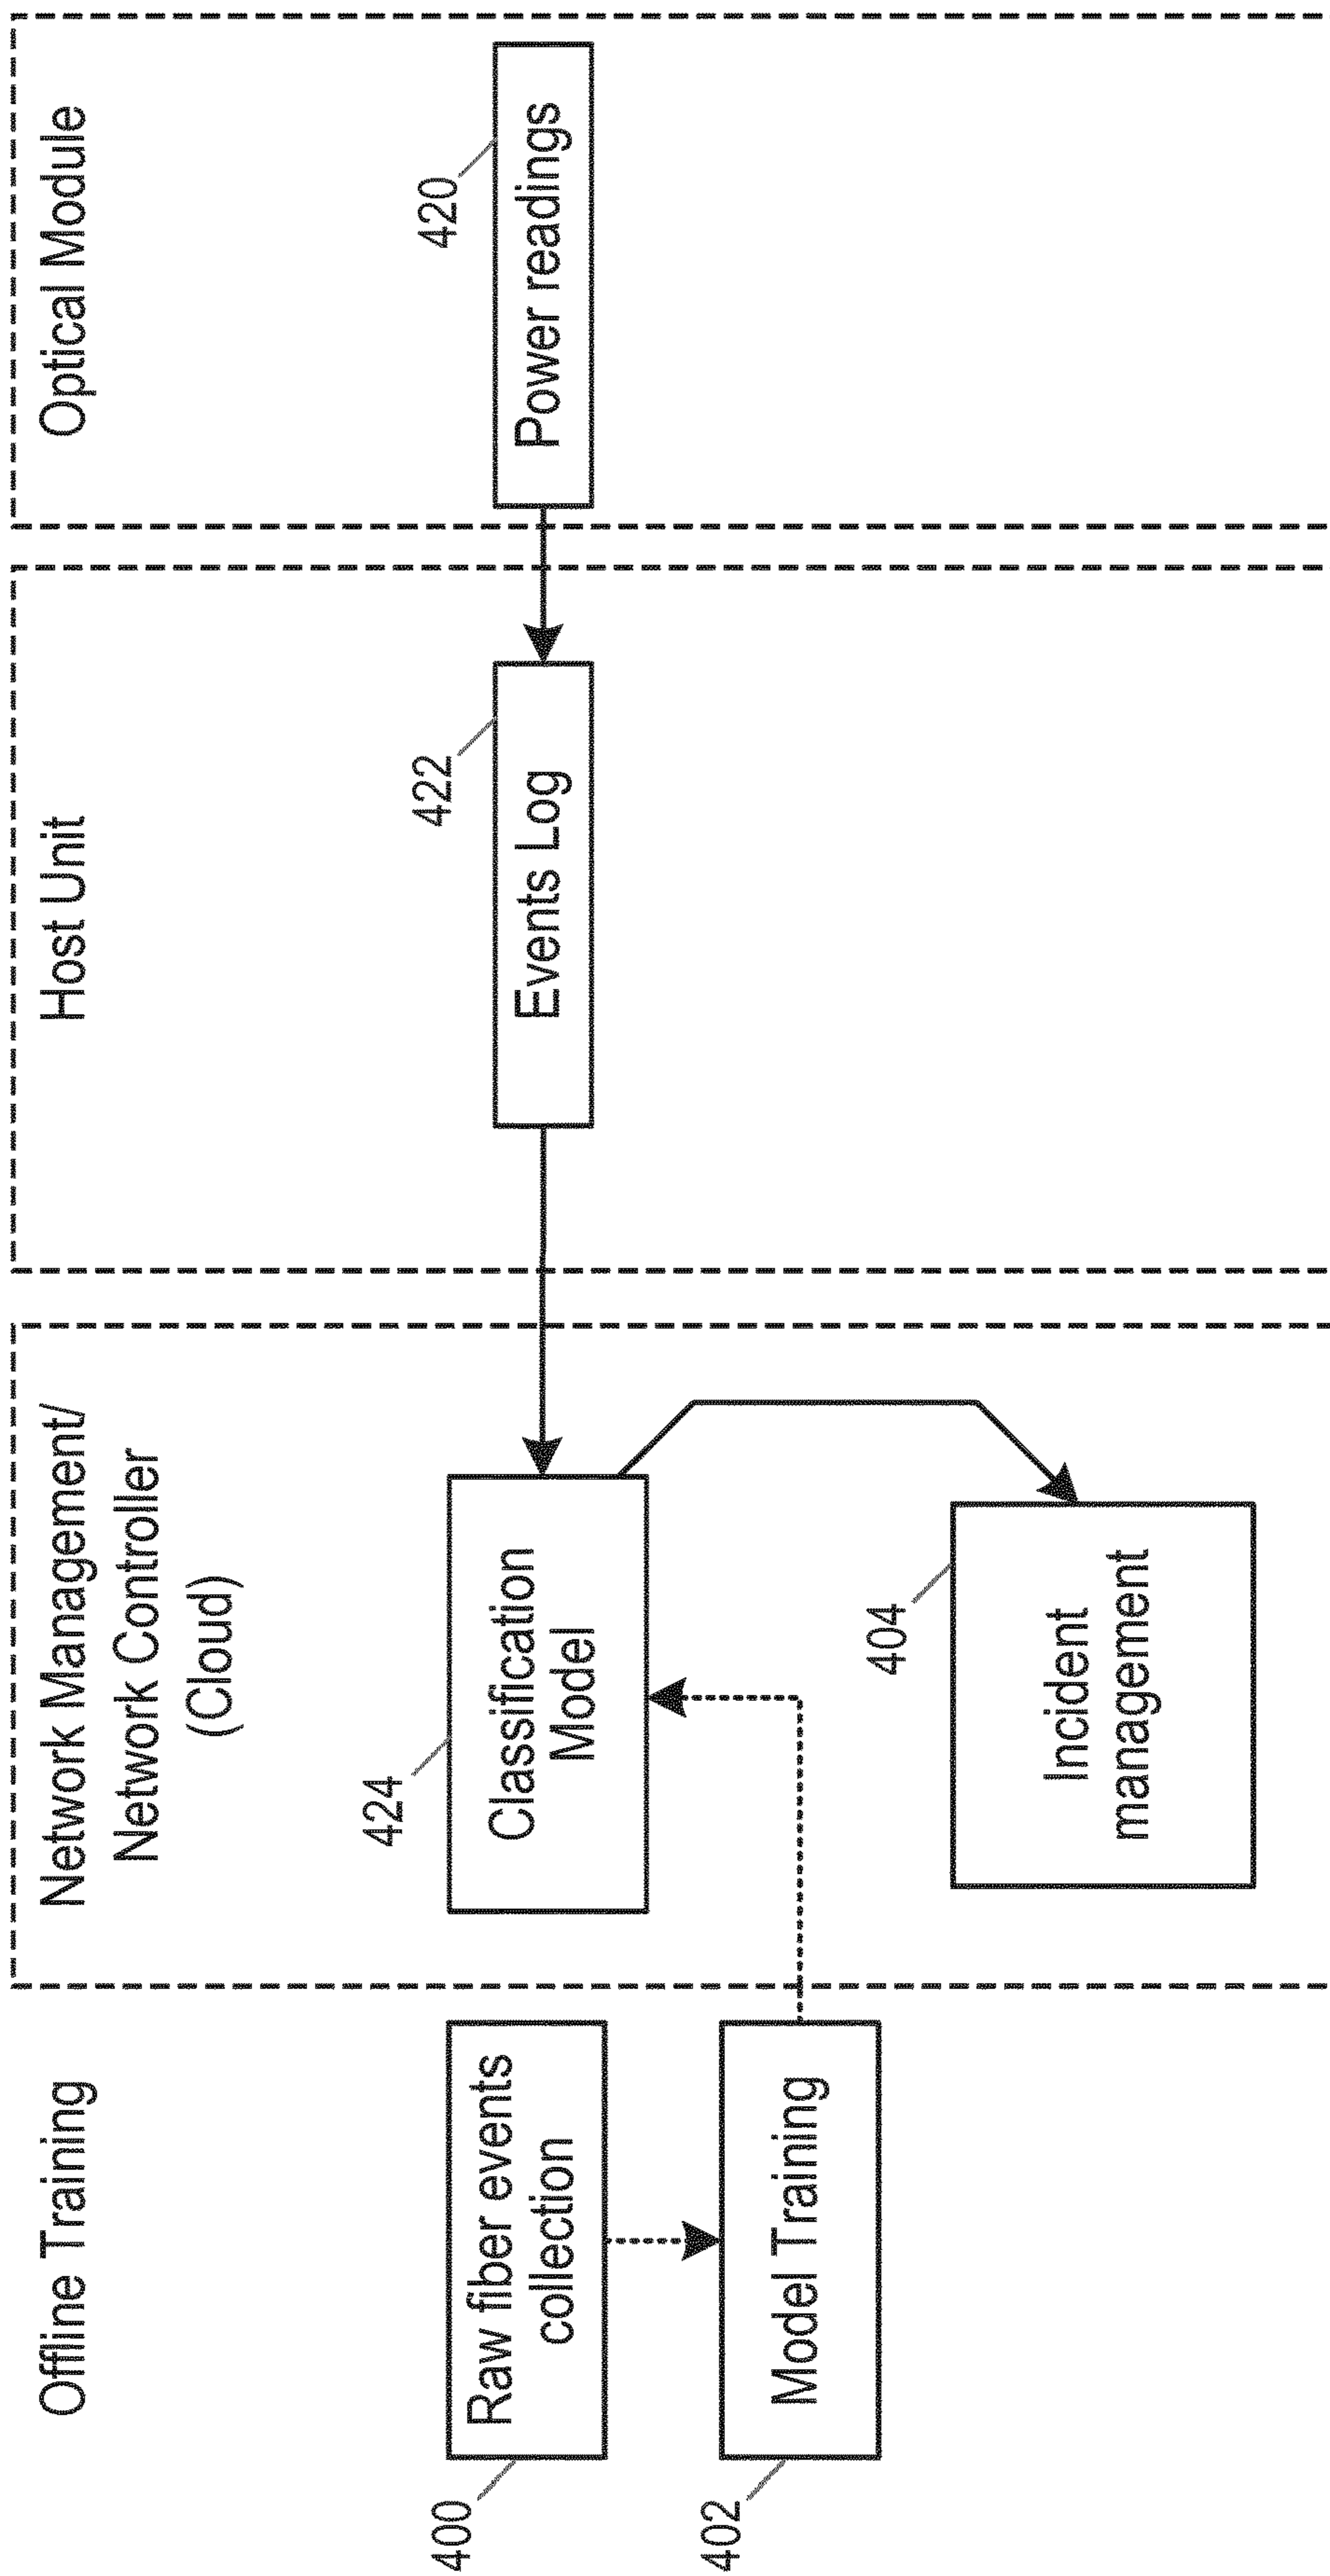 Offline Training
Network Management/
Network Controller
(Cloud)
Host Unit
Optical Module
400
Raw fiber events
collection
402
Model Training
424
Classification
Model
404
Incident
management
422
Events Log
420
Power readings